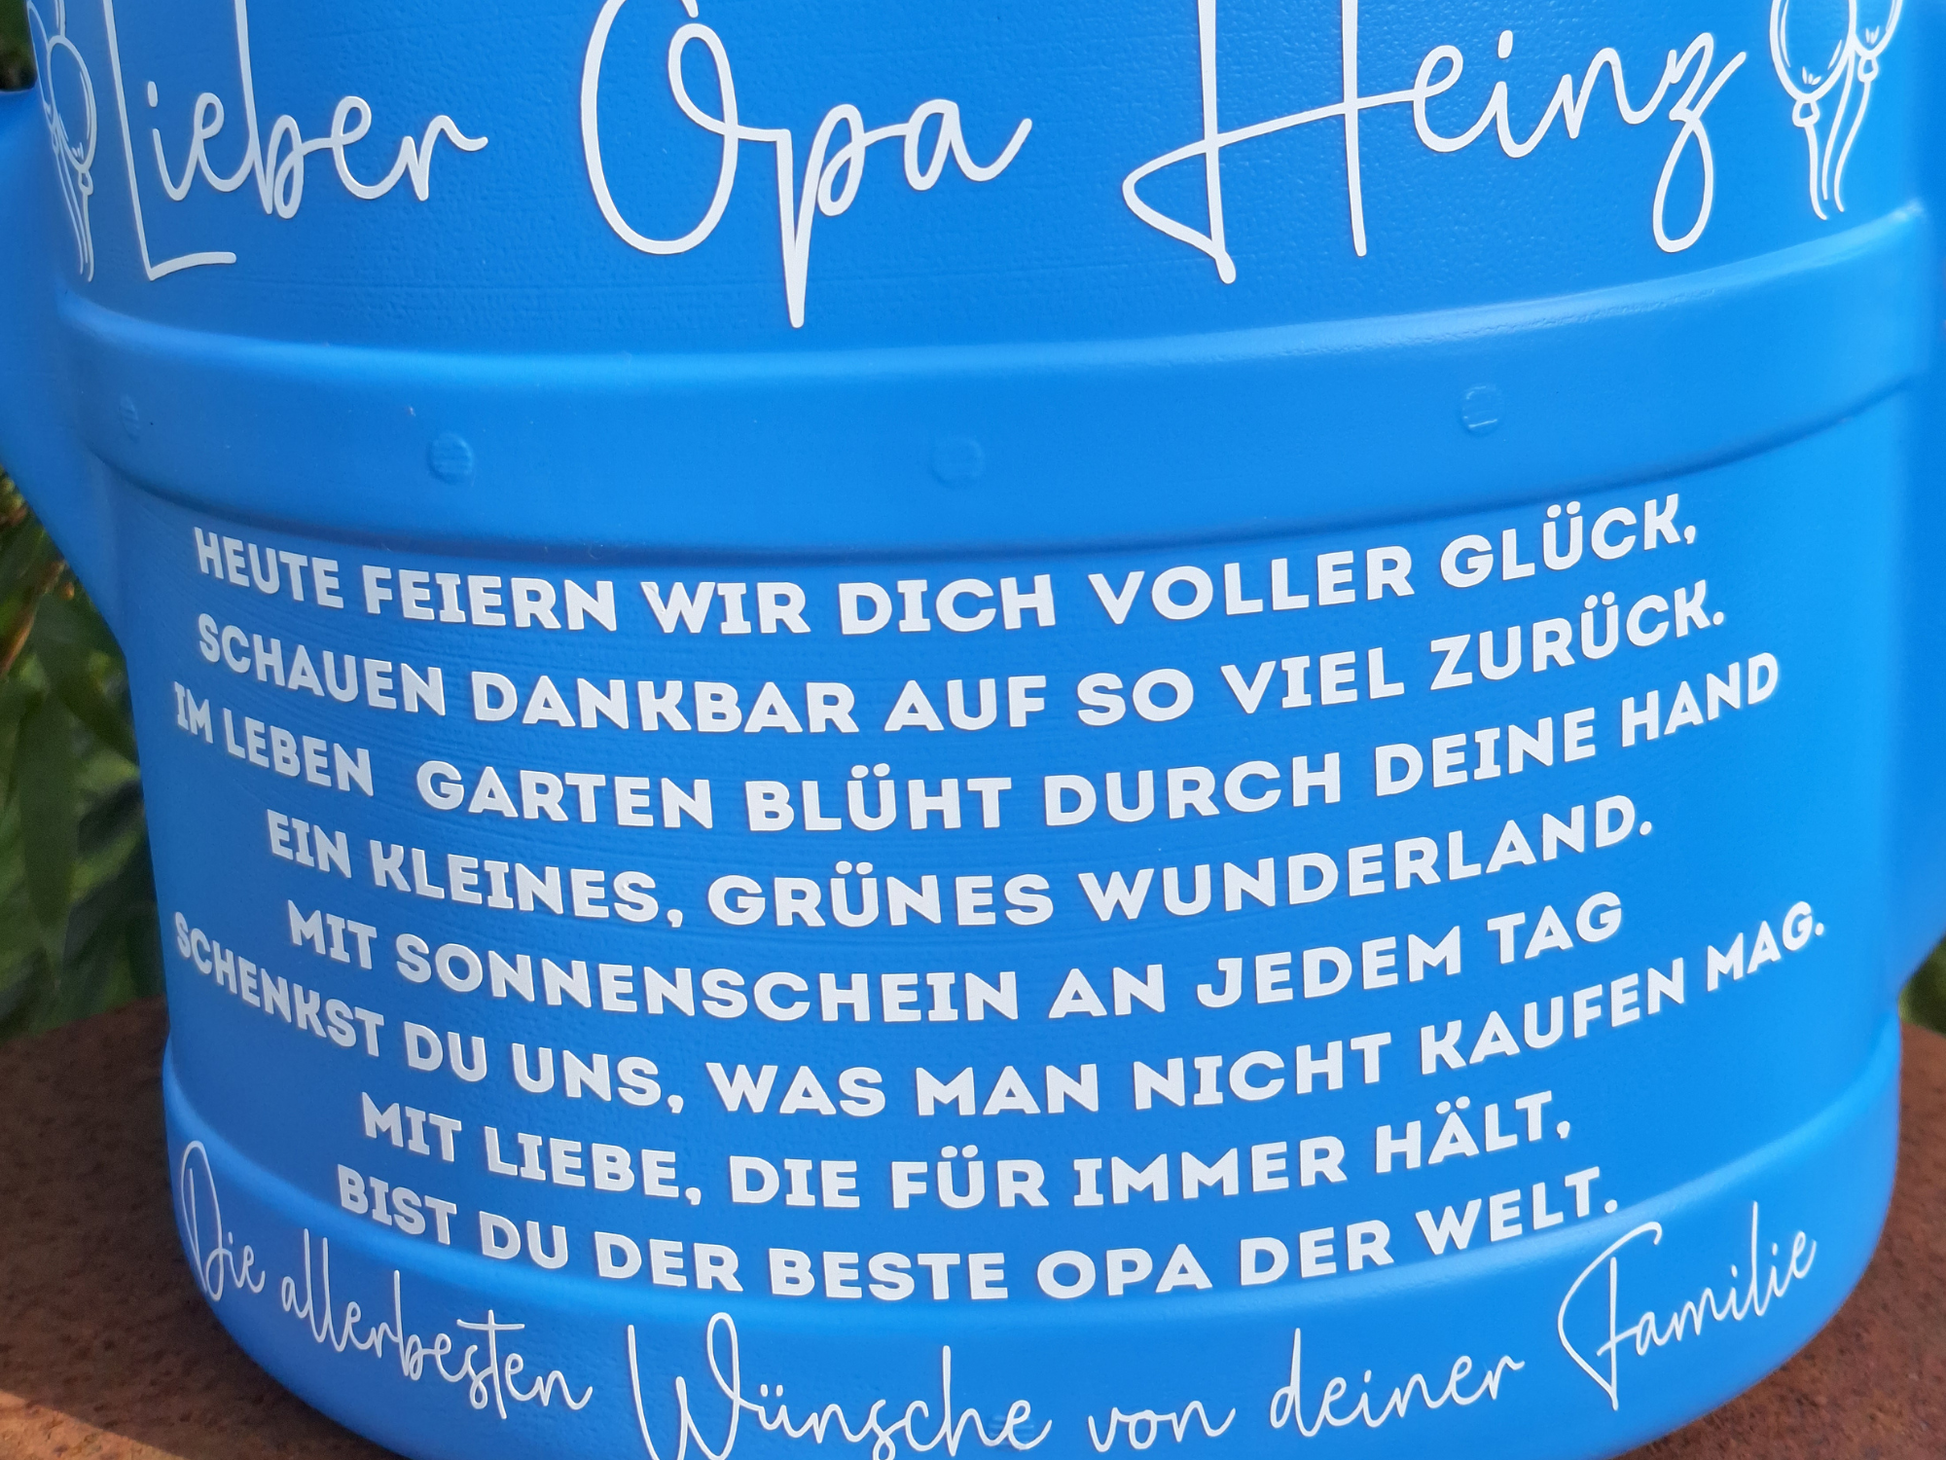 Lieber Opa Heinz
HEUTE FEIERN WIR DICH VOLLER GLÜCK,
SCHAUEN DANKBAR AUF SO VIEL ZURÜCK.
IM LEBEN GARTEN BLÜHT DURCH DEINE HAND
EIN KLEINES, GRÜNES WUNDERLAND.
MIT SONNENSCHEIN AN JEDEM TAG
SCHENKST DU UNS, WAS MAN NICHT KAUFEN MAG.
MIT LIEBE, DIE FÜR IMMER HÄLT,
BIST DU DER BESTE OPA DER WELT.
Die allerbesten Wünsche von deiner Familie